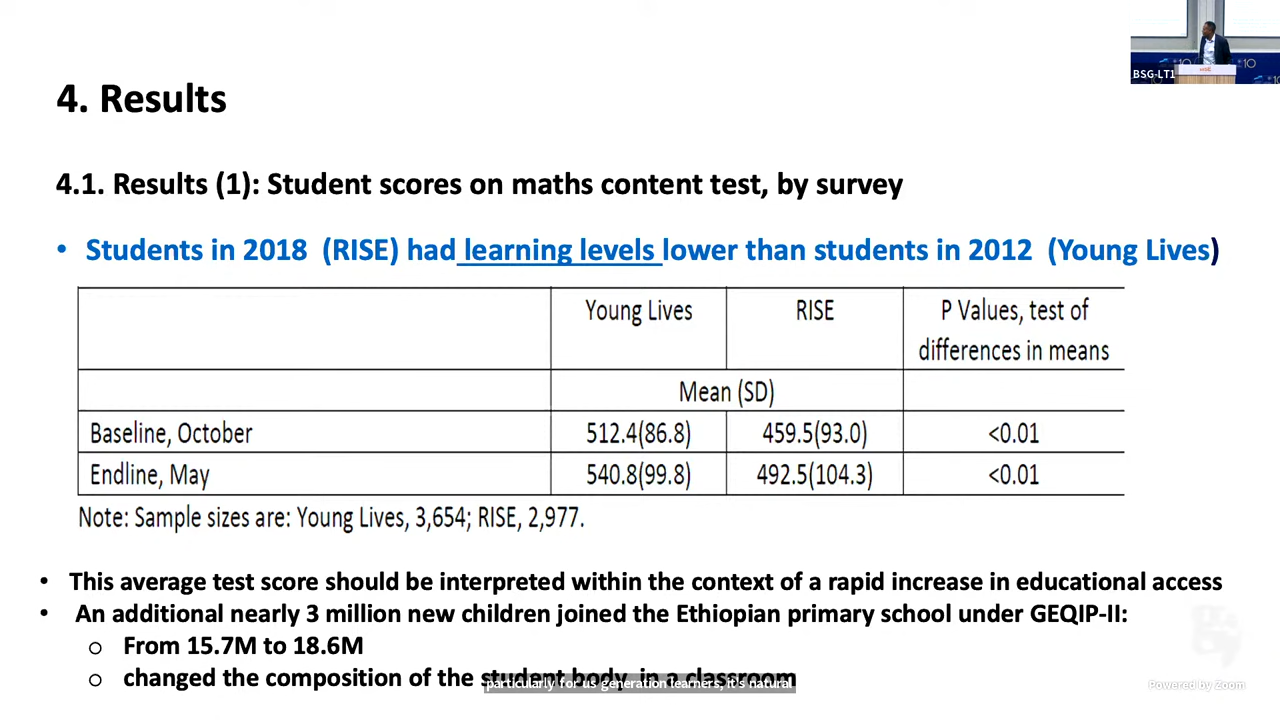 BSG-LT1
4. Results
4.1. Results (1): Student scores on maths content test, by survey
• Students in 2018 (RISE) had learning levels lower than students in 2012 (Young Lives)
Young Lives RISE P Values, test of
differences in means
Mean (SD)
Baseline, October 512.4(86.8) 459.5(93.0) <0.01
Endline, May 540.8(99.8) 492.5(104.3) <0.01
Note: Sample sizes are: Young Lives, 3,654; RISE, 2,977.
• This average test score should be interpreted within the context of a rapid increase in educational access
• An additional nearly 3 million new children joined the Ethiopian primary school under GEQIP-II:
o From 15.7M to 18.6M
o changed the composition of the student body in a classroom
particularly for us generation learners, it's natural
Powered by Zoom